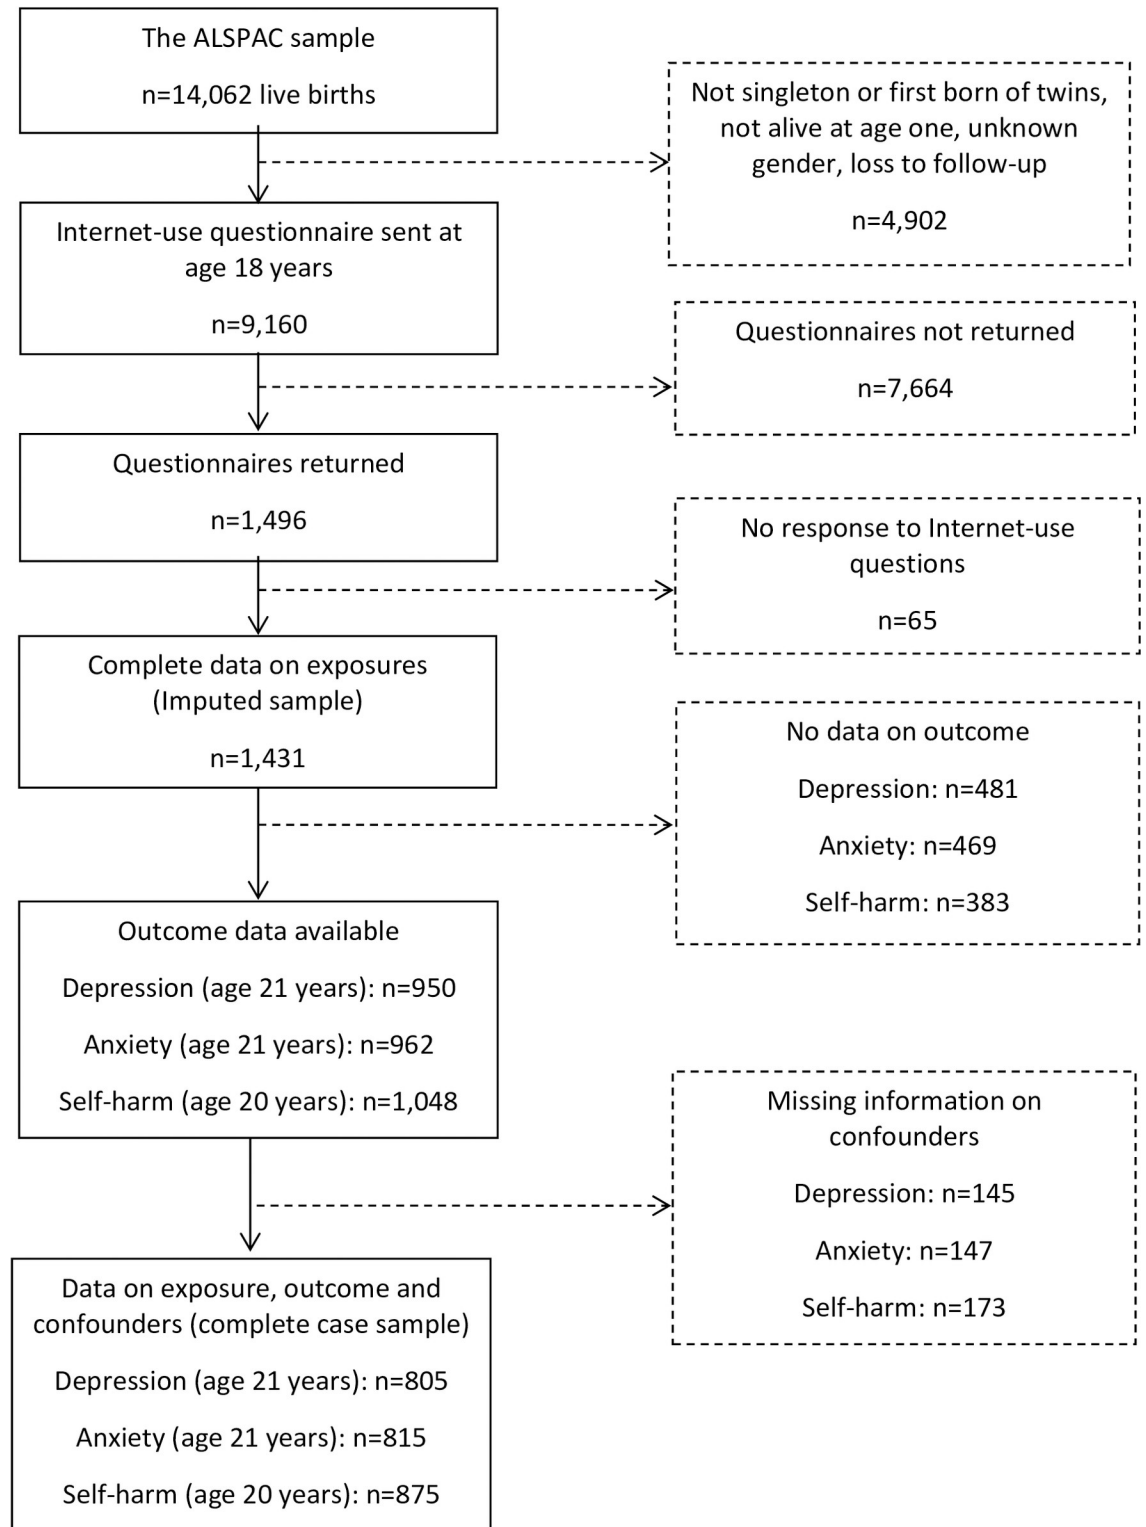 The ALSPAC sample
n=14,062 live births
Not singleton or first born of twins,
not alive at age one, unknown
gender, loss to follow-up
n=4,902
Internet-use questionnaire sent at
age 18 years
n=9,160
Questionnaires not returned
n=7,664
Questionnaires returned
n=1,496
No response to Internet-use
questions
n=65
Complete data on exposures
(Imputed sample)
n=1,431
No data on outcome
Depression: n=481
Anxiety: n=469
Self-harm: n=383
Outcome data available
Depression (age 21 years): n=950
Anxiety (age 21 years): n=962
Self-harm (age 20 years): n=1,048
Missing information on
confounders
Depression: n=145
Anxiety: n=147
Self-harm: n=173
Data on exposure, outcome and
confounders (complete case sample)
Depression (age 21 years): n=805
Anxiety (age 21 years): n=815
Self-harm (age 20 years): n=875